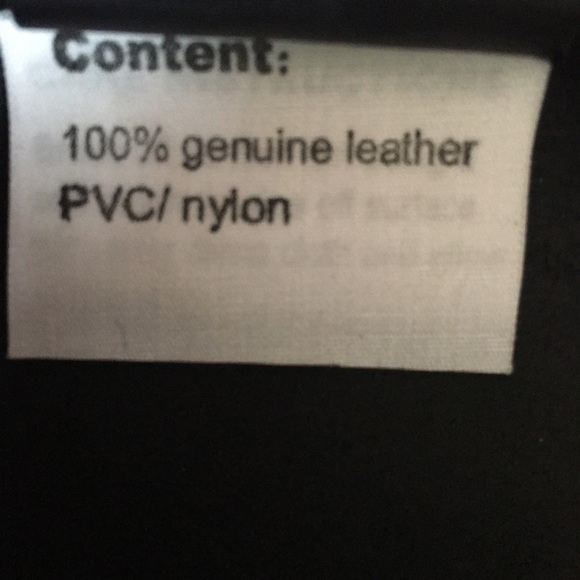 Content:
100% genuine leather
PVC/ nylon